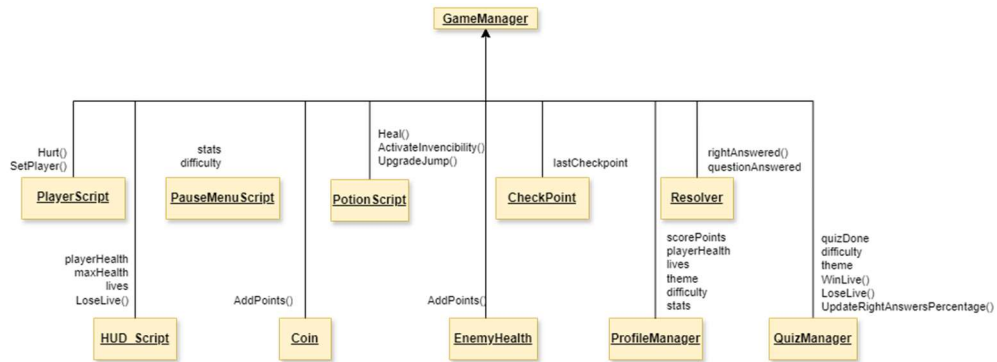 GameManager
Hurt()
SetPlayer()
PlayerScript
stats
difficulty
PauseMenuScript
Heal()
ActivateInvencibility()
UpgradeJump()
PotionScript
lastCheckpoint
CheckPoint
rightAnswered()
questionAnswered
Resolver
playerHealth
maxHealth
lives
LoseLive()
HUD_Script
AddPoints()
Coin
AddPoints()
EnemyHealth
scorePoints
playerHealth
lives
theme
difficulty
stats
ProfileManager
quizDone
difficulty
theme
WinLive()
LoseLive()
UpdateRightAnswersPercentage()
QuizManager